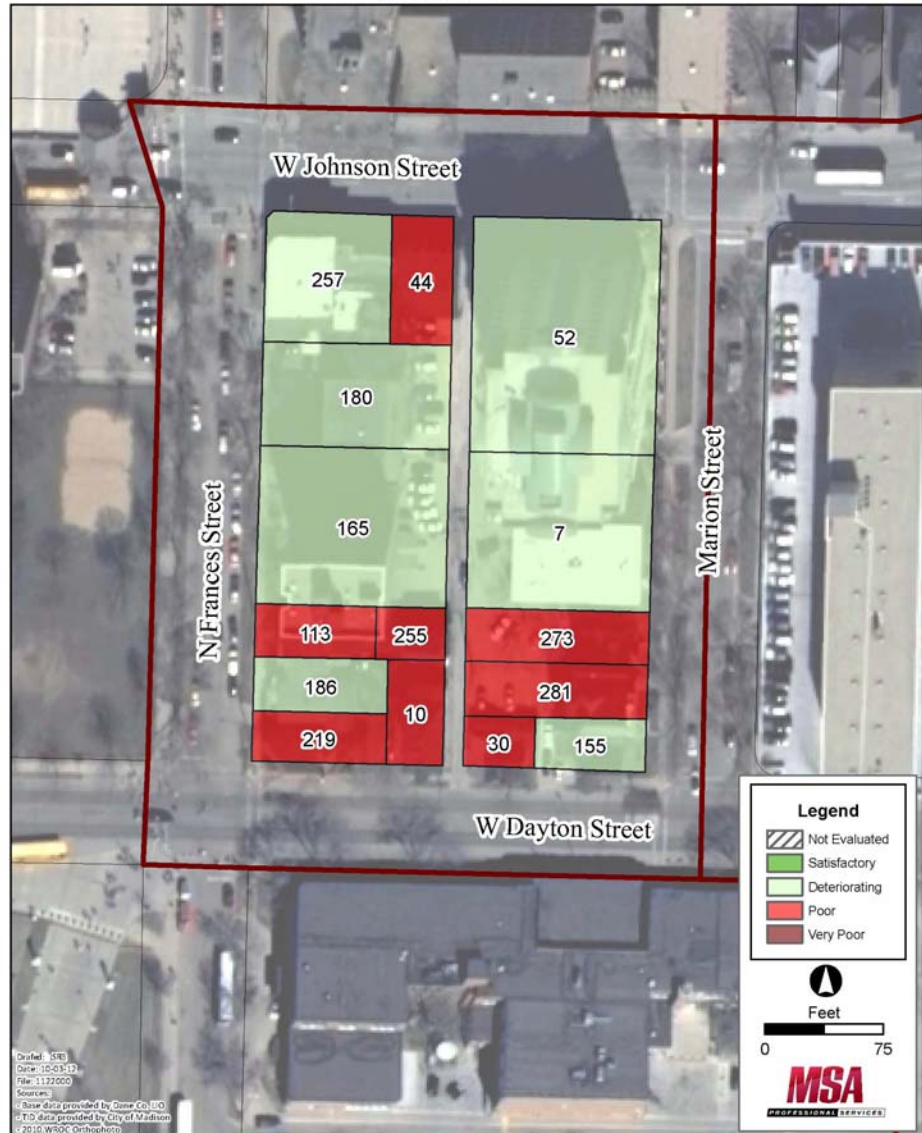 W Johnson Street
257
44
52
180
N Frances Street
165
7
Marion Street
113
255
273
186
10
281
219
30
155
W Dayton Street
Legend
Not Evaluated
Satisfactory
Deteriorating
Poor
Very Poor
Feet
0 75
MSA
PROFESSIONAL SERVICES
Drafted:
Date: 10-03-12
File: 1122000
Sources:
- Base data provided by Dane Co.
- TID data provided by City of Madison
- 2010 WROC Orthophoto